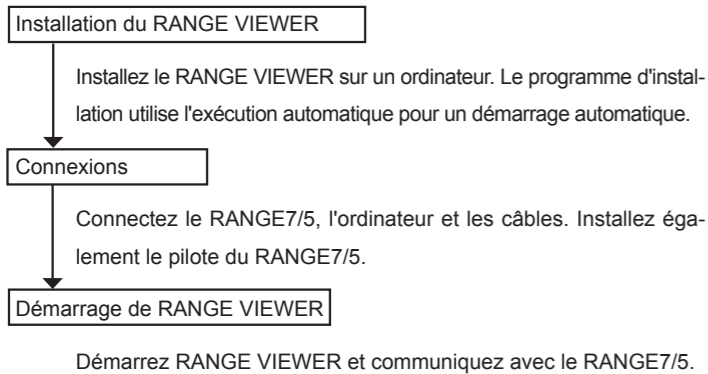 Installation du RANGE VIEWER
Installez le RANGE VIEWER sur un ordinateur. Le programme d'instal-
lation utilise l'exécution automatique pour un démarrage automatique.
Connexions
Connectez le RANGE7/5, l'ordinateur et les câbles. Installez éga-
lement le pilote du RANGE7/5.
Démarrage de RANGE VIEWER
Démarrez RANGE VIEWER et communiquez avec le RANGE7/5.